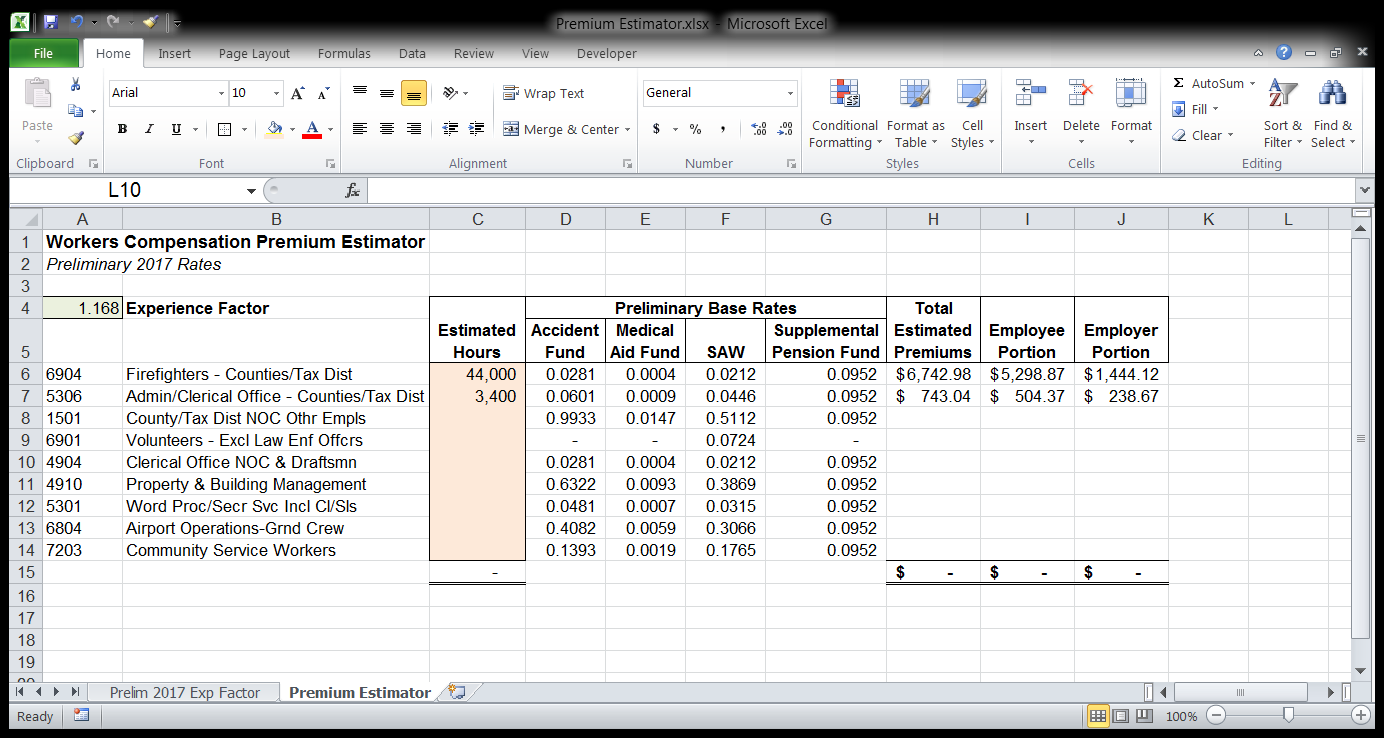 Premium Estimator.xlsx - Microsoft Excel
File Home Insert Page Layout Formulas Data Review View Developer
Paste
Arial 10
Wrap Text
Merge & Center
General
$ % ,
Conditional Formatting
Format as Table
Cell Styles
Insert
Delete
Format
Σ AutoSum
Fill
Clear
Sort & Filter
Find & Select
Clipboard Font Alignment Number Styles Cells Editing
L10 fx
A B C D E F G H I J K L
1 Workers Compensation Premium Estimator
2 Preliminary 2017 Rates
3
4 1.168 Experience Factor Preliminary Base Rates Total
Estimated Accident Medical Supplemental Estimated Employee Employer
5 Hours Fund Aid Fund SAW Pension Fund Premiums Portion Portion
6 6904 Firefighters - Counties/Tax Dist 44,000 0.0281 0.0004 0.0212 0.0952 $6,742.98 $5,298.87 $1,444.12
7 5306 Admin/Clerical Office - Counties/Tax Dist 3,400 0.0601 0.0009 0.0446 0.0952 $ 743.04 $ 504.37 $ 238.67
8 1501 County/Tax Dist NOC Othr Empls 0.9933 0.0147 0.5112 0.0952
9 6901 Volunteers - Excl Law Enf Offcrs - - 0.0724 -
10 4904 Clerical Office NOC & Draftsmn 0.0281 0.0004 0.0212 0.0952
11 4910 Property & Building Management 0.6322 0.0093 0.3869 0.0952
12 5301 Word Proc/Secr Svc Incl Cl/Sls 0.0481 0.0007 0.0315 0.0952
13 6804 Airport Operations-Grnd Crew 0.4082 0.0059 0.3066 0.0952
14 7203 Community Service Workers 0.1393 0.0019 0.1765 0.0952
15 - $ - $ - $ -
16
17
18
19
20
Prelim 2017 Exp Factor Premium Estimator
Ready 100%